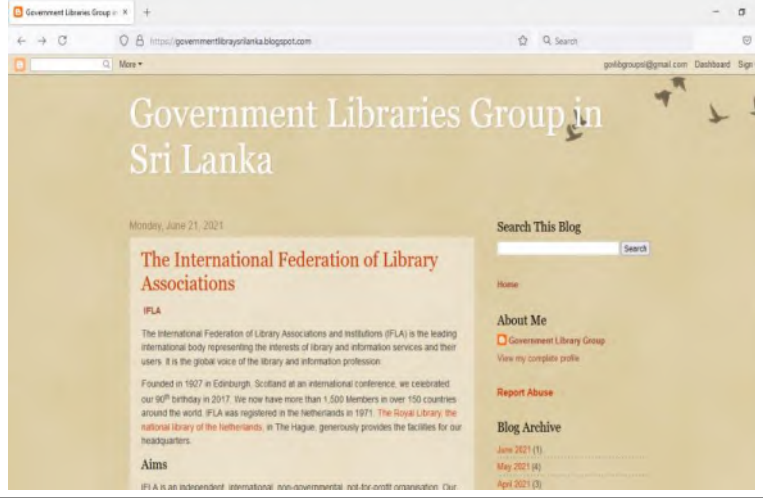 Government Libraries Group in
https://governmentlibraysrilanka.blogspot.com
Search
More
goslibgroupsl@gmail.com Dashboard Sign
Government Libraries Group in
Sri Lanka
Monday, June 21, 2021
The International Federation of Library
Associations
IFLA
The International Federation of Library Associations and Institutions (IFLA) is the leading
international body representing the interests of library and information services and their
users. It is the global voice of the library and information profession.
Founded in 1927 in Edinburgh, Scotland at an international conference, we celebrated
our 90th birthday in 2017. We now have more than 1,500 Members in over 150 countries
around the world. IFLA was registered in the Netherlands in 1971. The Royal Library, the
national library of the Netherlands, in The Hague, generously provides the facilities for our
headquarters.
Aims
IFLA is an independent, international, non-governmental, not-for-profit organisation. Our
Search This Blog
Search
Home
About Me
Government Library Group
View my complete profile
Report Abuse
Blog Archive
June 2021 (1)
May 2021 (4)
April 2021 (3)